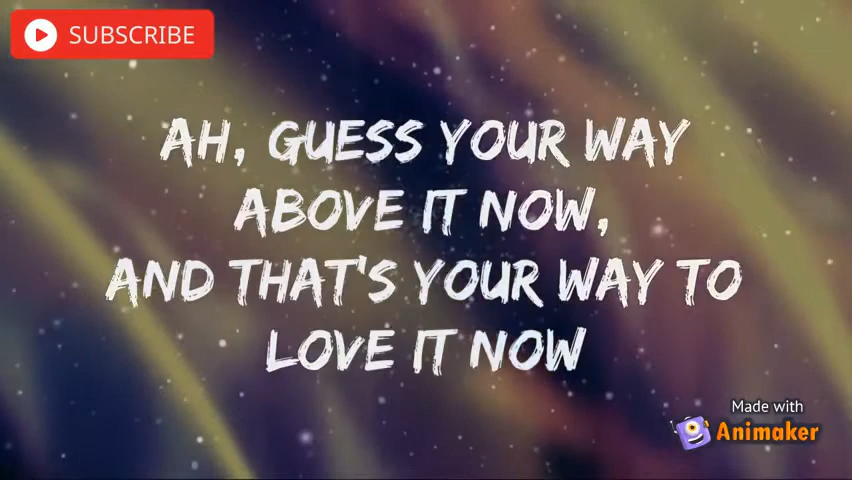 SUBSCRIBE
AH, GUESS YOUR WAY
ABOVE IT NOW,
AND THAT'S YOUR WAY TO
LOVE IT NOW
Made with
Animaker